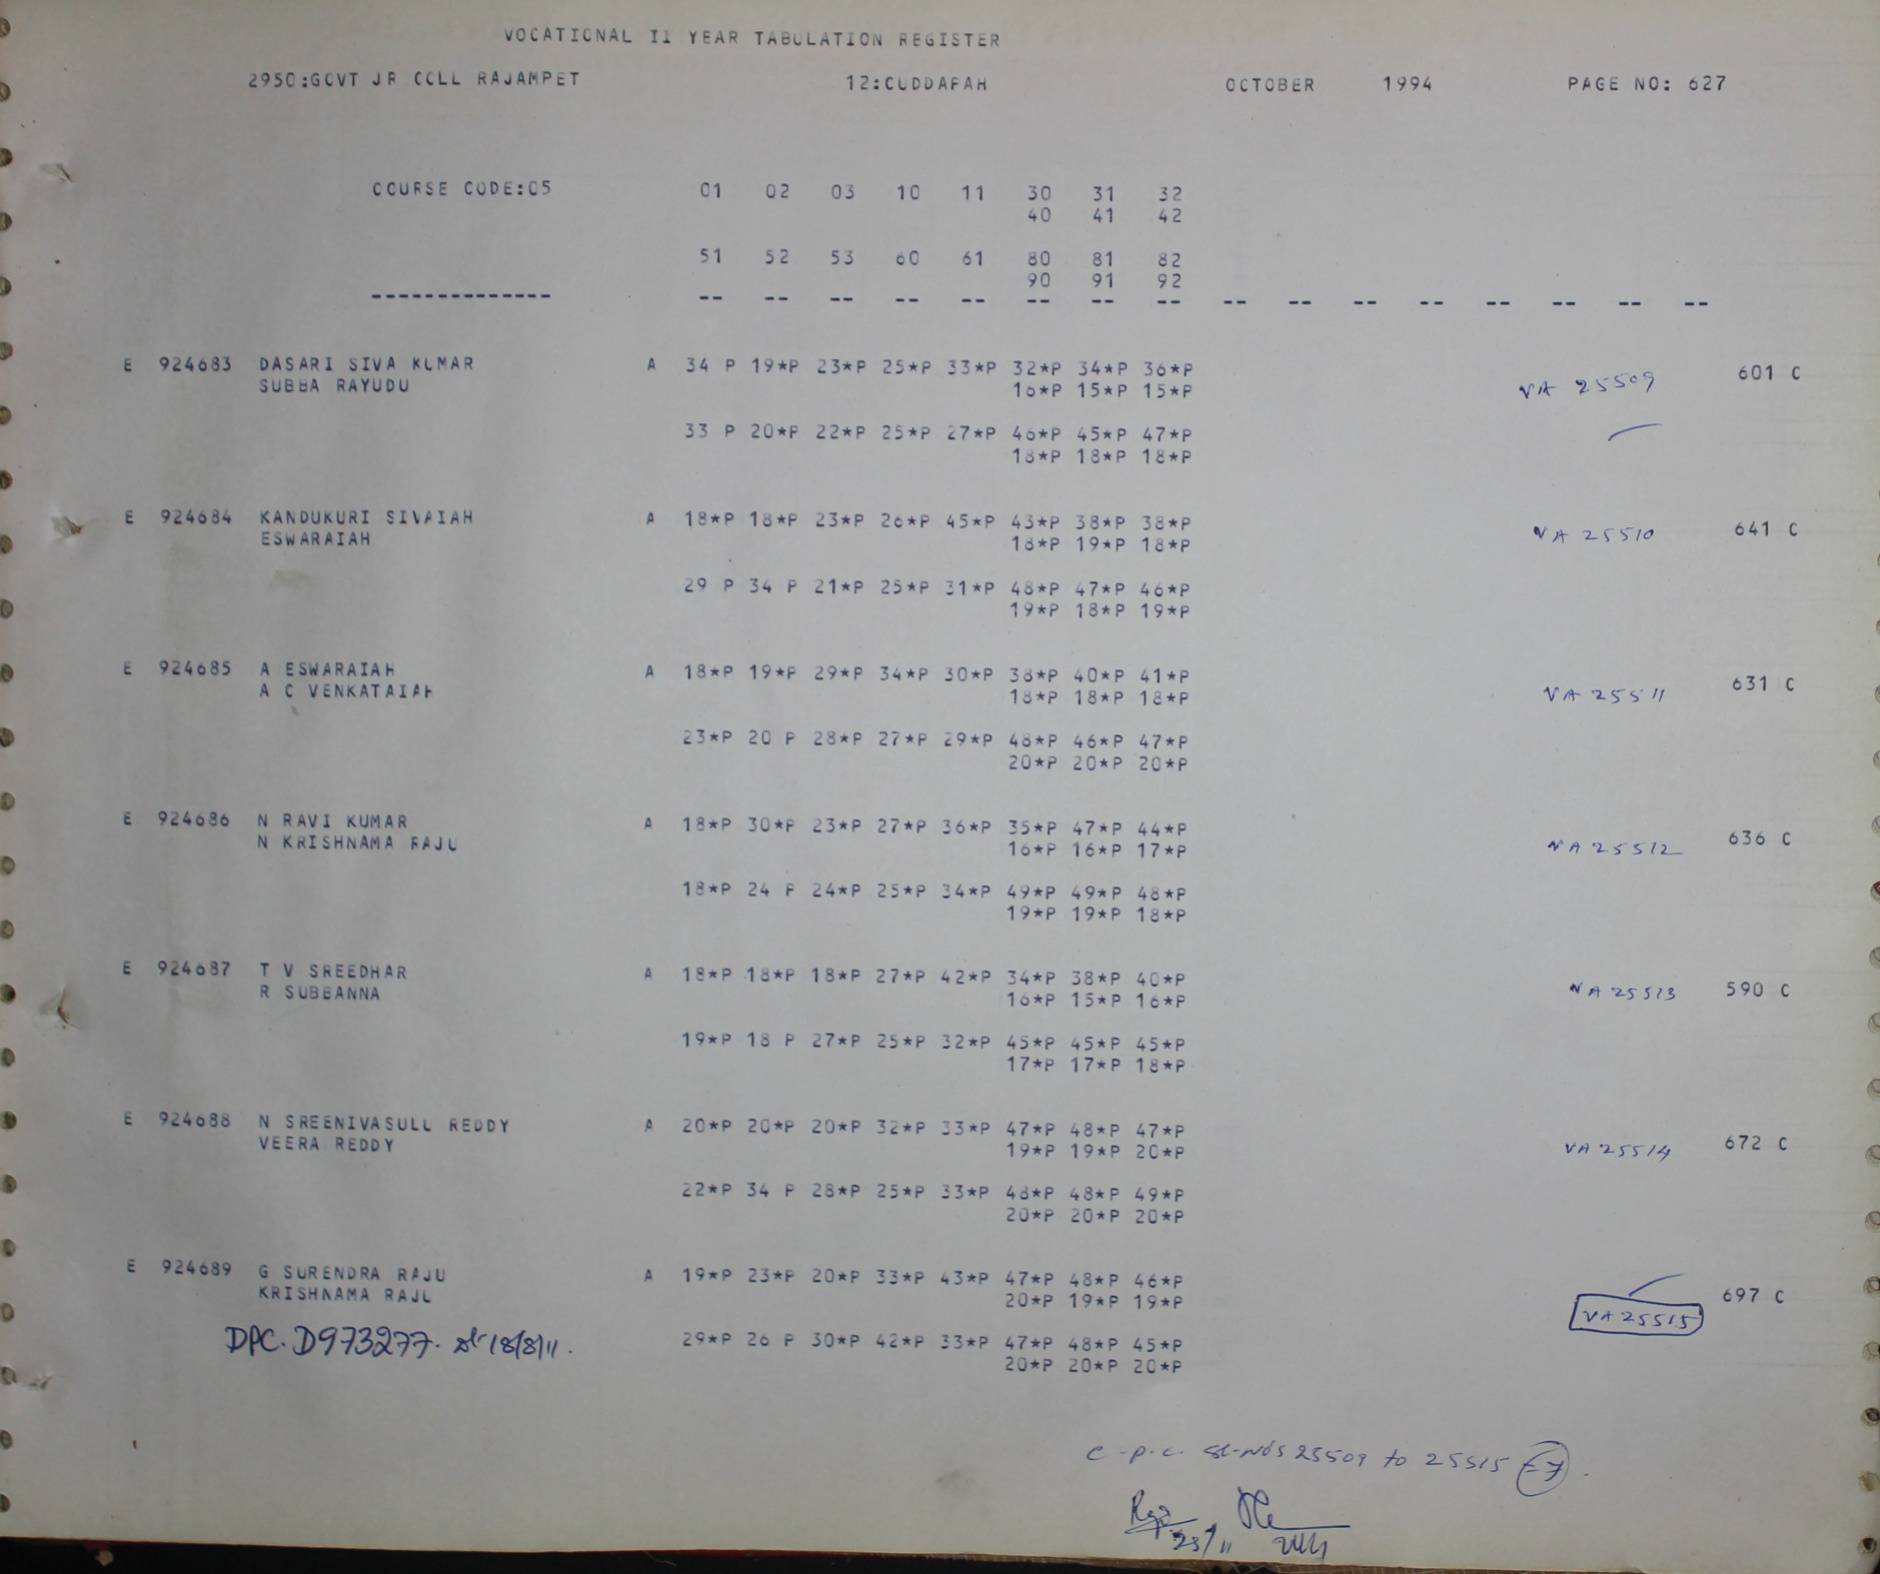 VOCATIONAL II YEAR TABULATION REGISTER
2950:GOVT JR COLL RAJAMPET 12:CUDDAPAH OCTOBER 1994 PAGE NO: 627
COURSE CODE:05 01 02 03 10 11 30 31 32
40 41 42
51 52 53 60 61 80 81 82
90 91 92
-------------- -- -- -- -- -- -- -- -- -- -- -- -- -- -- -- --
E 924683 DASARI SIVA KUMAR A 34 P 19*P 23*P 25*P 33*P 32*P 34*P 36*P 601 C
SUBBA RAYUDU 16*P 15*P 15*P VA 25509
33 P 20*P 22*P 25*P 27*P 46*P 45*P 47*P
18*P 18*P 18*P
E 924684 KANDUKURI SIVAIAH A 18*P 18*P 23*P 26*P 45*P 43*P 38*P 38*P 641 C
ESWARAIAH 18*P 19*P 18*P VA 25510
29 P 34 P 21*P 25*P 31*P 48*P 47*P 46*P
19*P 18*P 19*P
E 924685 A ESWARAIAH A 18*P 19*P 29*P 34*P 30*P 38*P 40*P 41*P 631 C
A C VENKATAIAH 18*P 18*P 18*P VA 25511
23*P 20 P 28*P 27*P 29*P 48*P 46*P 47*P
20*P 20*P 20*P
E 924686 N RAVI KUMAR A 18*P 30*P 23*P 27*P 36*P 35*P 47*P 44*P 636 C
N KRISHNAMA RAJU 16*P 16*P 17*P VA 25512
18*P 24 P 24*P 25*P 34*P 49*P 49*P 48*P
19*P 19*P 18*P
E 924687 T V SREEDHAR A 18*P 18*P 18*P 27*P 42*P 34*P 38*P 40*P
R SUBBANNA 16*P 15*P 16*P VA 25513 590 C
19*P 18 P 27*P 25*P 32*P 45*P 45*P 45*P
17*P 17*P 18*P
E 924688 N SREENIVASULU REDDY A 20*P 20*P 20*P 32*P 33*P 47*P 48*P 47*P
VEERA REDDY 19*P 19*P 20*P VA 25514 672 C
22*P 34 P 28*P 25*P 33*P 48*P 48*P 49*P
20*P 20*P 20*P
E 924689 G SURENDRA RAJU A 19*P 23*P 20*P 33*P 43*P 47*P 48*P 46*P
KRISHNAMA RAJU 20*P 19*P 19*P VA 25515 697 C
DPC. D973277. dt 18/8/11. 29*P 26 P 30*P 42*P 33*P 47*P 48*P 45*P
20*P 20*P 20*P
C.P.C. Sl-Nos 25509 to 25515 =7.
23/11